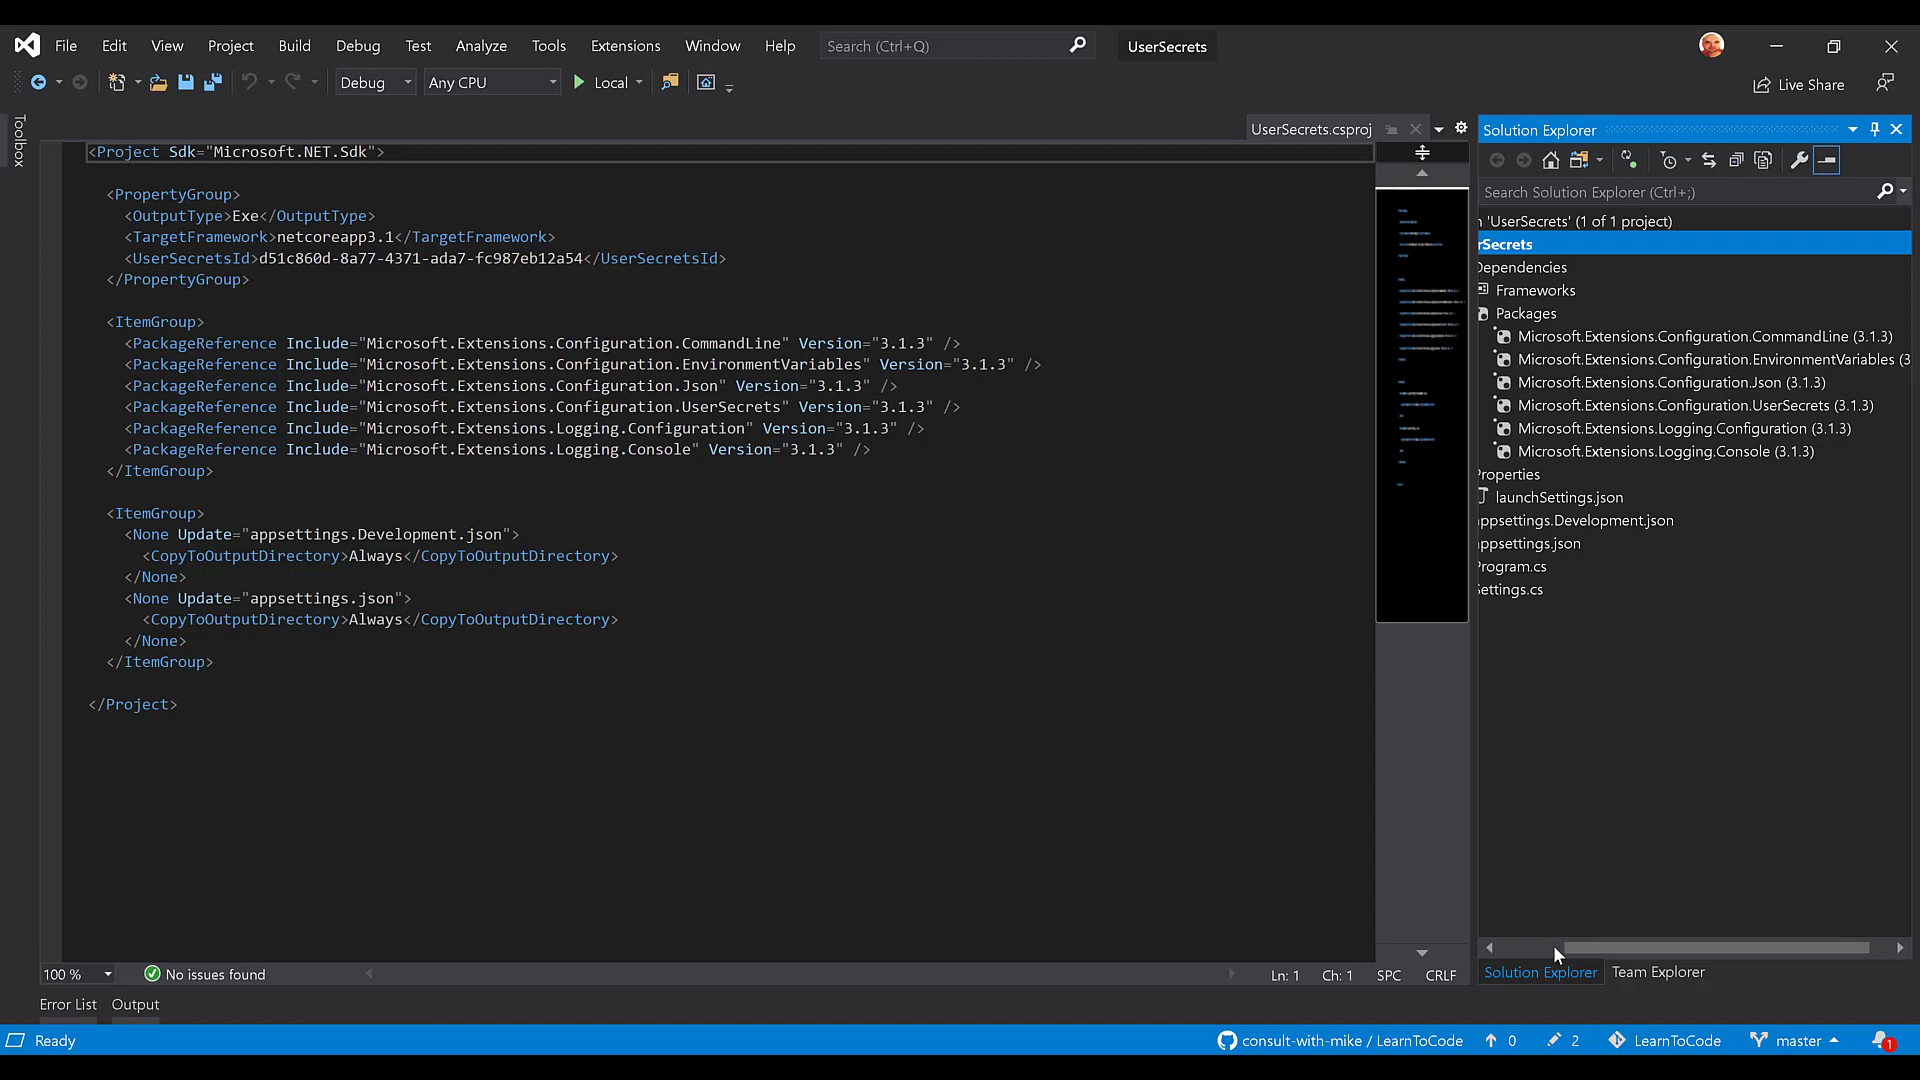 File Edit View Project Build Debug Test Analyze Tools Extensions Window Help Search (Ctrl+Q) UserSecrets
Debug Any CPU Local Live Share
Toolbox
UserSecrets.csproj
<Project Sdk="Microsoft.NET.Sdk">
<PropertyGroup>
<OutputType>Exe</OutputType>
<TargetFramework>netcoreapp3.1</TargetFramework>
<UserSecretsId>d51c860d-8a77-4371-ada7-fc987eb12a54</UserSecretsId>
</PropertyGroup>
<ItemGroup>
<PackageReference Include="Microsoft.Extensions.Configuration.CommandLine" Version="3.1.3" />
<PackageReference Include="Microsoft.Extensions.Configuration.EnvironmentVariables" Version="3.1.3" />
<PackageReference Include="Microsoft.Extensions.Configuration.Json" Version="3.1.3" />
<PackageReference Include="Microsoft.Extensions.Configuration.UserSecrets" Version="3.1.3" />
<PackageReference Include="Microsoft.Extensions.Logging.Configuration" Version="3.1.3" />
<PackageReference Include="Microsoft.Extensions.Logging.Console" Version="3.1.3" />
</ItemGroup>
<ItemGroup>
<None Update="appsettings.Development.json">
<CopyToOutputDirectory>Always</CopyToOutputDirectory>
</None>
<None Update="appsettings.json">
<CopyToOutputDirectory>Always</CopyToOutputDirectory>
</None>
</ItemGroup>
</Project>
Solution Explorer
Search Solution Explorer (Ctrl+;)
n 'UserSecrets' (1 of 1 project)
rSecrets
Dependencies
Frameworks
Packages
Microsoft.Extensions.Configuration.CommandLine (3.1.3)
Microsoft.Extensions.Configuration.EnvironmentVariables (3
Microsoft.Extensions.Configuration.Json (3.1.3)
Microsoft.Extensions.Configuration.UserSecrets (3.1.3)
Microsoft.Extensions.Logging.Configuration (3.1.3)
Microsoft.Extensions.Logging.Console (3.1.3)
Properties
launchSettings.json
appsettings.Development.json
appsettings.json
Program.cs
Settings.cs
Solution Explorer Team Explorer
100 % No issues found Ln: 1 Ch: 1 SPC CRLF
Error List Output
Ready consult-with-mike / LearnToCode 0 2 LearnToCode master 1